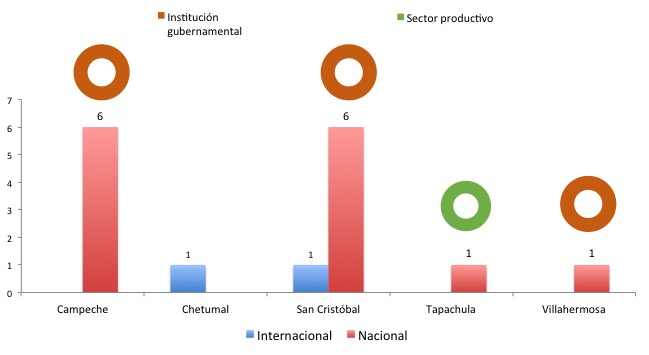 Institución
gubernamental
Sector productivo
7
6
5
4
3
2
1
0
6
1
1
6
1
1
Campeche
Chetumal
San Cristóbal
Tapachula
Villahermosa
Internacional
Nacional